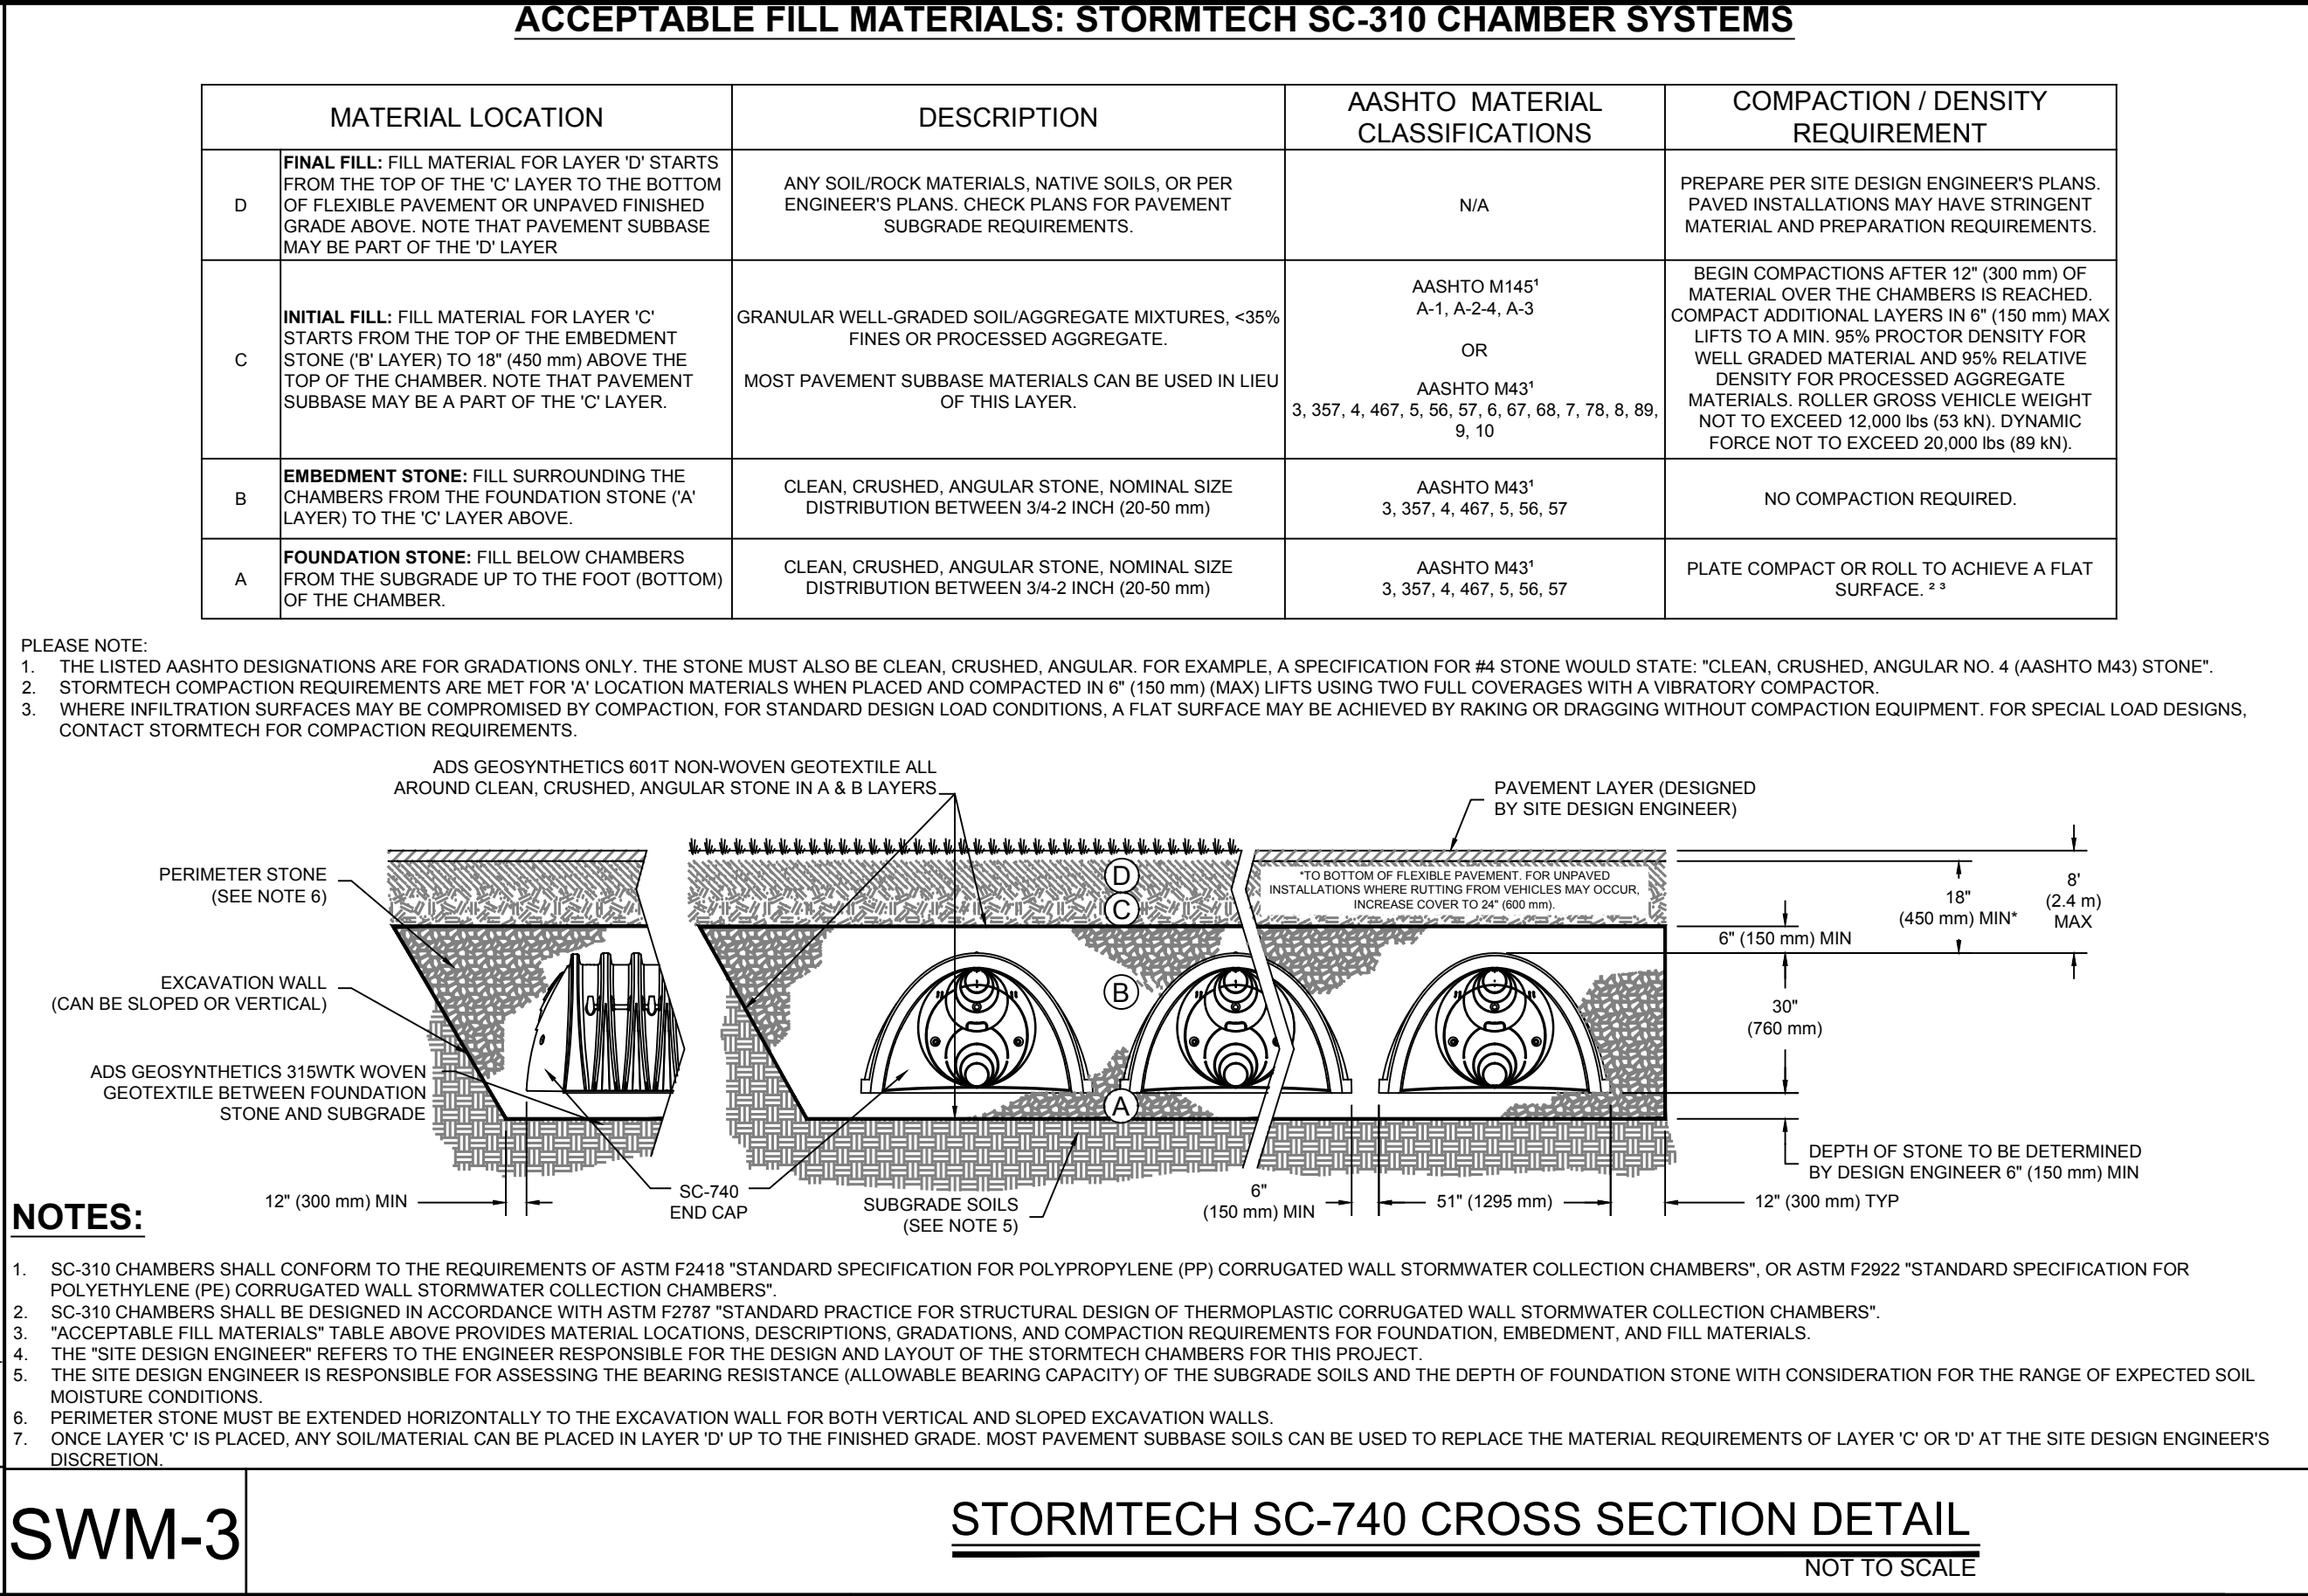 ACCEPTABLE FILL MATERIALS: STORMTECH SC-310 CHAMBER SYSTEMS
MATERIAL LOCATION
DESCRIPTION
AASHTO MATERIAL
CLASSIFICATIONS
COMPACTION / DENSITY
REQUIREMENT
D
FINAL FILL: FILL MATERIAL FOR LAYER 'D' STARTS
FROM THE TOP OF THE 'C' LAYER TO THE BOTTOM
OF FLEXIBLE PAVEMENT OR UNPAVED FINISHED
GRADE ABOVE. NOTE THAT PAVEMENT SUBBASE
MAY BE PART OF THE 'D' LAYER
ANY SOIL/ROCK MATERIALS, NATIVE SOILS, OR PER
ENGINEER'S PLANS. CHECK PLANS FOR PAVEMENT
SUBGRADE REQUIREMENTS.
N/A
PREPARE PER SITE DESIGN ENGINEER'S PLANS.
PAVED INSTALLATIONS MAY HAVE STRINGENT
MATERIAL AND PREPARATION REQUIREMENTS.
C
INITIAL FILL: FILL MATERIAL FOR LAYER 'C'
STARTS FROM THE TOP OF THE EMBEDMENT
STONE ('B' LAYER) TO 18" (450 mm) ABOVE THE
TOP OF THE CHAMBER. NOTE THAT PAVEMENT
SUBBASE MAY BE A PART OF THE 'C' LAYER.
GRANULAR WELL-GRADED SOIL/AGGREGATE MIXTURES, <35%
FINES OR PROCESSED AGGREGATE.
MOST PAVEMENT SUBBASE MATERIALS CAN BE USED IN LIEU
OF THIS LAYER.
AASHTO M145¹
A-1, A-2-4, A-3
OR
AASHTO M43¹
3, 357, 4, 467, 5, 56, 57, 6, 67, 68, 7, 78, 8, 89,
9, 10
BEGIN COMPACTIONS AFTER 12" (300 mm) OF
MATERIAL OVER THE CHAMBERS IS REACHED.
COMPACT ADDITIONAL LAYERS IN 6" (150 mm) MAX
LIFTS TO A MIN. 95% PROCTOR DENSITY FOR
WELL GRADED MATERIAL AND 95% RELATIVE
DENSITY FOR PROCESSED AGGREGATE
MATERIALS. ROLLER GROSS VEHICLE WEIGHT
NOT TO EXCEED 12,000 lbs (53 kN). DYNAMIC
FORCE NOT TO EXCEED 20,000 lbs (89 kN).
B
EMBEDMENT STONE: FILL SURROUNDING THE
CHAMBERS FROM THE FOUNDATION STONE ('A'
LAYER) TO THE 'C' LAYER ABOVE.
CLEAN, CRUSHED, ANGULAR STONE, NOMINAL SIZE
DISTRIBUTION BETWEEN 3/4-2 INCH (20-50 mm)
AASHTO M43¹
3, 357, 4, 467, 5, 56, 57
NO COMPACTION REQUIRED.
A
FOUNDATION STONE: FILL BELOW CHAMBERS
FROM THE SUBGRADE UP TO THE FOOT (BOTTOM)
OF THE CHAMBER.
CLEAN, CRUSHED, ANGULAR STONE, NOMINAL SIZE
DISTRIBUTION BETWEEN 3/4-2 INCH (20-50 mm)
AASHTO M43¹
3, 357, 4, 467, 5, 56, 57
PLATE COMPACT OR ROLL TO ACHIEVE A FLAT
SURFACE. ² ³
PLEASE NOTE:
1. THE LISTED AASHTO DESIGNATIONS ARE FOR GRADATIONS ONLY. THE STONE MUST ALSO BE CLEAN, CRUSHED, ANGULAR. FOR EXAMPLE, A SPECIFICATION FOR #4 STONE WOULD STATE: "CLEAN, CRUSHED, ANGULAR NO. 4 (AASHTO M43) STONE".
2. STORMTECH COMPACTION REQUIREMENTS ARE MET FOR 'A' LOCATION MATERIALS WHEN PLACED AND COMPACTED IN 6" (150 mm) (MAX) LIFTS USING TWO FULL COVERAGES WITH A VIBRATORY COMPACTOR.
3. WHERE INFILTRATION SURFACES MAY BE COMPROMISED BY COMPACTION, FOR STANDARD DESIGN LOAD CONDITIONS, A FLAT SURFACE MAY BE ACHIEVED BY RAKING OR DRAGGING WITHOUT COMPACTION EQUIPMENT. FOR SPECIAL LOAD DESIGNS,
CONTACT STORMTECH FOR COMPACTION REQUIREMENTS.
ADS GEOSYNTHETICS 601T NON-WOVEN GEOTEXTILE ALL
AROUND CLEAN, CRUSHED, ANGULAR STONE IN A & B LAYERS
PAVEMENT LAYER (DESIGNED
BY SITE DESIGN ENGINEER)
PERIMETER STONE
(SEE NOTE 6)
D
C
*TO BOTTOM OF FLEXIBLE PAVEMENT. FOR UNPAVED
INSTALLATIONS WHERE RUTTING FROM VEHICLES MAY OCCUR,
INCREASE COVER TO 24" (600 mm).
18"
(450 mm) MIN*
8'
(2.4 m)
MAX
6" (150 mm) MIN
EXCAVATION WALL
(CAN BE SLOPED OR VERTICAL)
B
30"
(760 mm)
ADS GEOSYNTHETICS 315WTK WOVEN
GEOTEXTILE BETWEEN FOUNDATION
STONE AND SUBGRADE
A
DEPTH OF STONE TO BE DETERMINED
BY DESIGN ENGINEER 6" (150 mm) MIN
12" (300 mm) MIN
SC-740
END CAP
SUBGRADE SOILS
(SEE NOTE 5)
6"
(150 mm) MIN
51" (1295 mm)
12" (300 mm) TYP
NOTES:
1. SC-310 CHAMBERS SHALL CONFORM TO THE REQUIREMENTS OF ASTM F2418 "STANDARD SPECIFICATION FOR POLYPROPYLENE (PP) CORRUGATED WALL STORMWATER COLLECTION CHAMBERS", OR ASTM F2922 "STANDARD SPECIFICATION FOR
POLYETHYLENE (PE) CORRUGATED WALL STORMWATER COLLECTION CHAMBERS".
2. SC-310 CHAMBERS SHALL BE DESIGNED IN ACCORDANCE WITH ASTM F2787 "STANDARD PRACTICE FOR STRUCTURAL DESIGN OF THERMOPLASTIC CORRUGATED WALL STORMWATER COLLECTION CHAMBERS".
3. "ACCEPTABLE FILL MATERIALS" TABLE ABOVE PROVIDES MATERIAL LOCATIONS, DESCRIPTIONS, GRADATIONS, AND COMPACTION REQUIREMENTS FOR FOUNDATION, EMBEDMENT, AND FILL MATERIALS.
4. THE "SITE DESIGN ENGINEER" REFERS TO THE ENGINEER RESPONSIBLE FOR THE DESIGN AND LAYOUT OF THE STORMTECH CHAMBERS FOR THIS PROJECT.
5. THE SITE DESIGN ENGINEER IS RESPONSIBLE FOR ASSESSING THE BEARING RESISTANCE (ALLOWABLE BEARING CAPACITY) OF THE SUBGRADE SOILS AND THE DEPTH OF FOUNDATION STONE WITH CONSIDERATION FOR THE RANGE OF EXPECTED SOIL
MOISTURE CONDITIONS.
6. PERIMETER STONE MUST BE EXTENDED HORIZONTALLY TO THE EXCAVATION WALL FOR BOTH VERTICAL AND SLOPED EXCAVATION WALLS.
7. ONCE LAYER 'C' IS PLACED, ANY SOIL/MATERIAL CAN BE PLACED IN LAYER 'D' UP TO THE FINISHED GRADE. MOST PAVEMENT SUBBASE SOILS CAN BE USED TO REPLACE THE MATERIAL REQUIREMENTS OF LAYER 'C' OR 'D' AT THE SITE DESIGN ENGINEER'S
DISCRETION.
SWM-3
STORMTECH SC-740 CROSS SECTION DETAIL
NOT TO SCALE